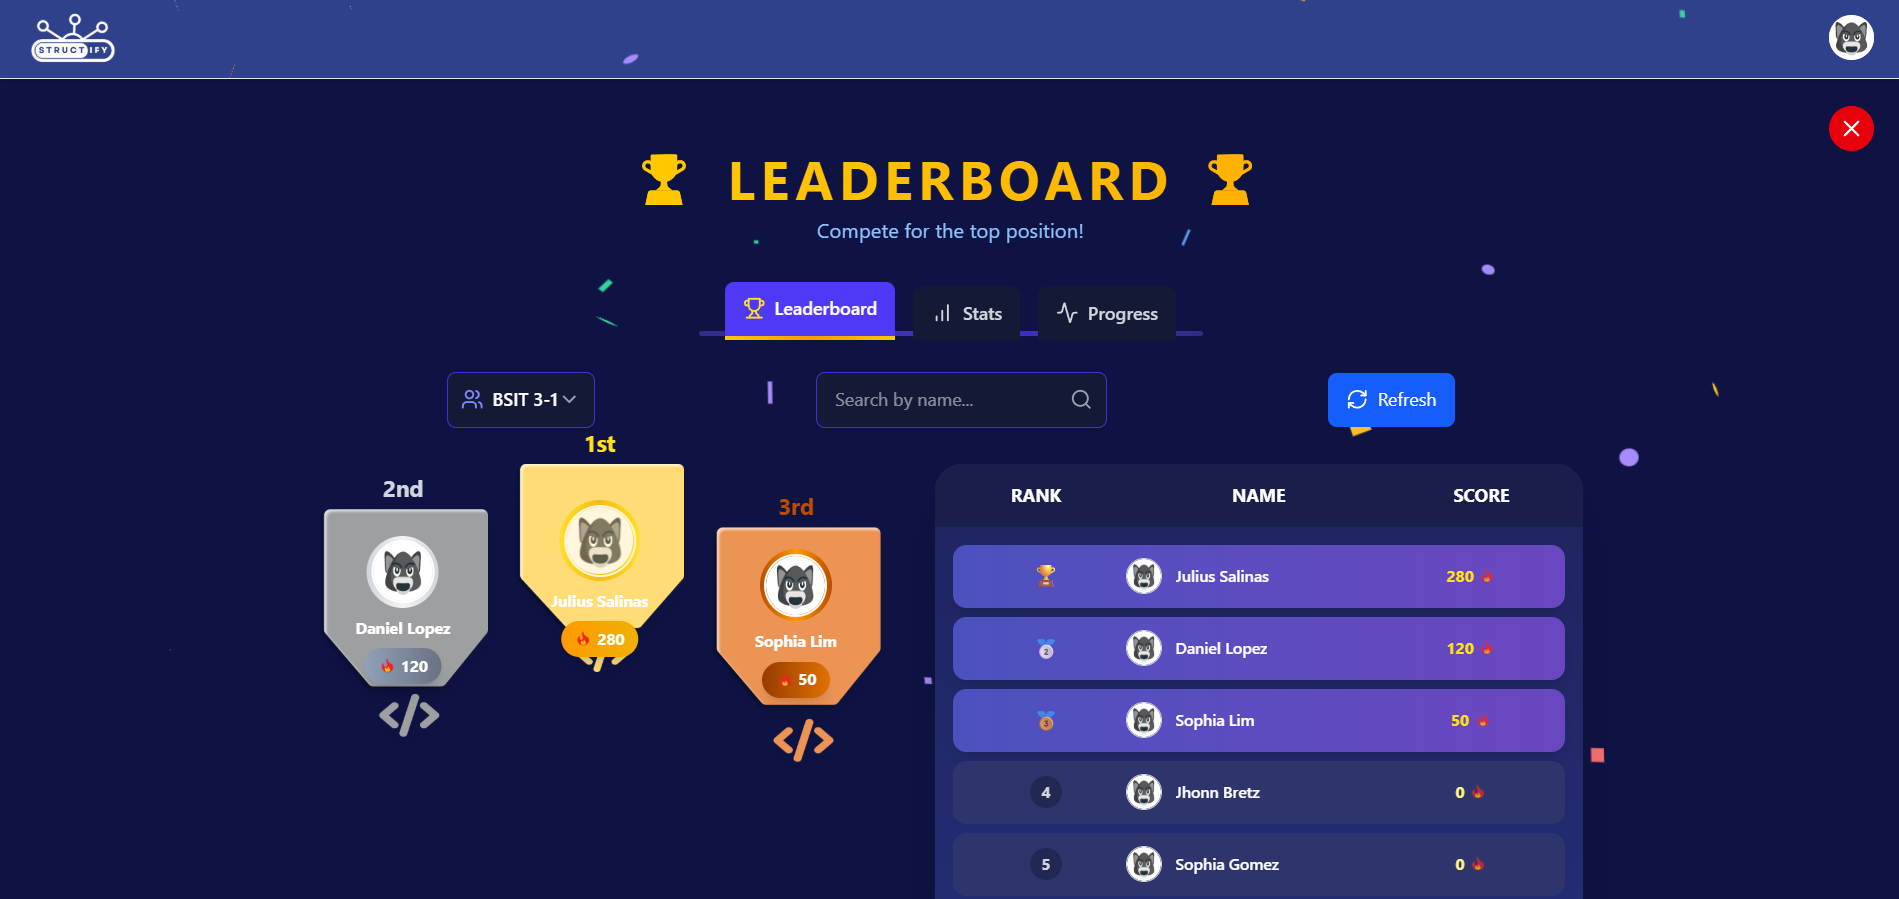 STRUCTIFY
LEADERBOARD
Compete for the top position!
Leaderboard
Stats
Progress
BSIT 3-1
Search by name...
Refresh
1st
Julius Salinas
280
2nd
Daniel Lopez
120
3rd
Sophia Lim
50
RANK NAME SCORE
Julius Salinas 280
2 Daniel Lopez 120
3 Sophia Lim 50
4 Jhonn Bretz 0
5 Sophia Gomez 0